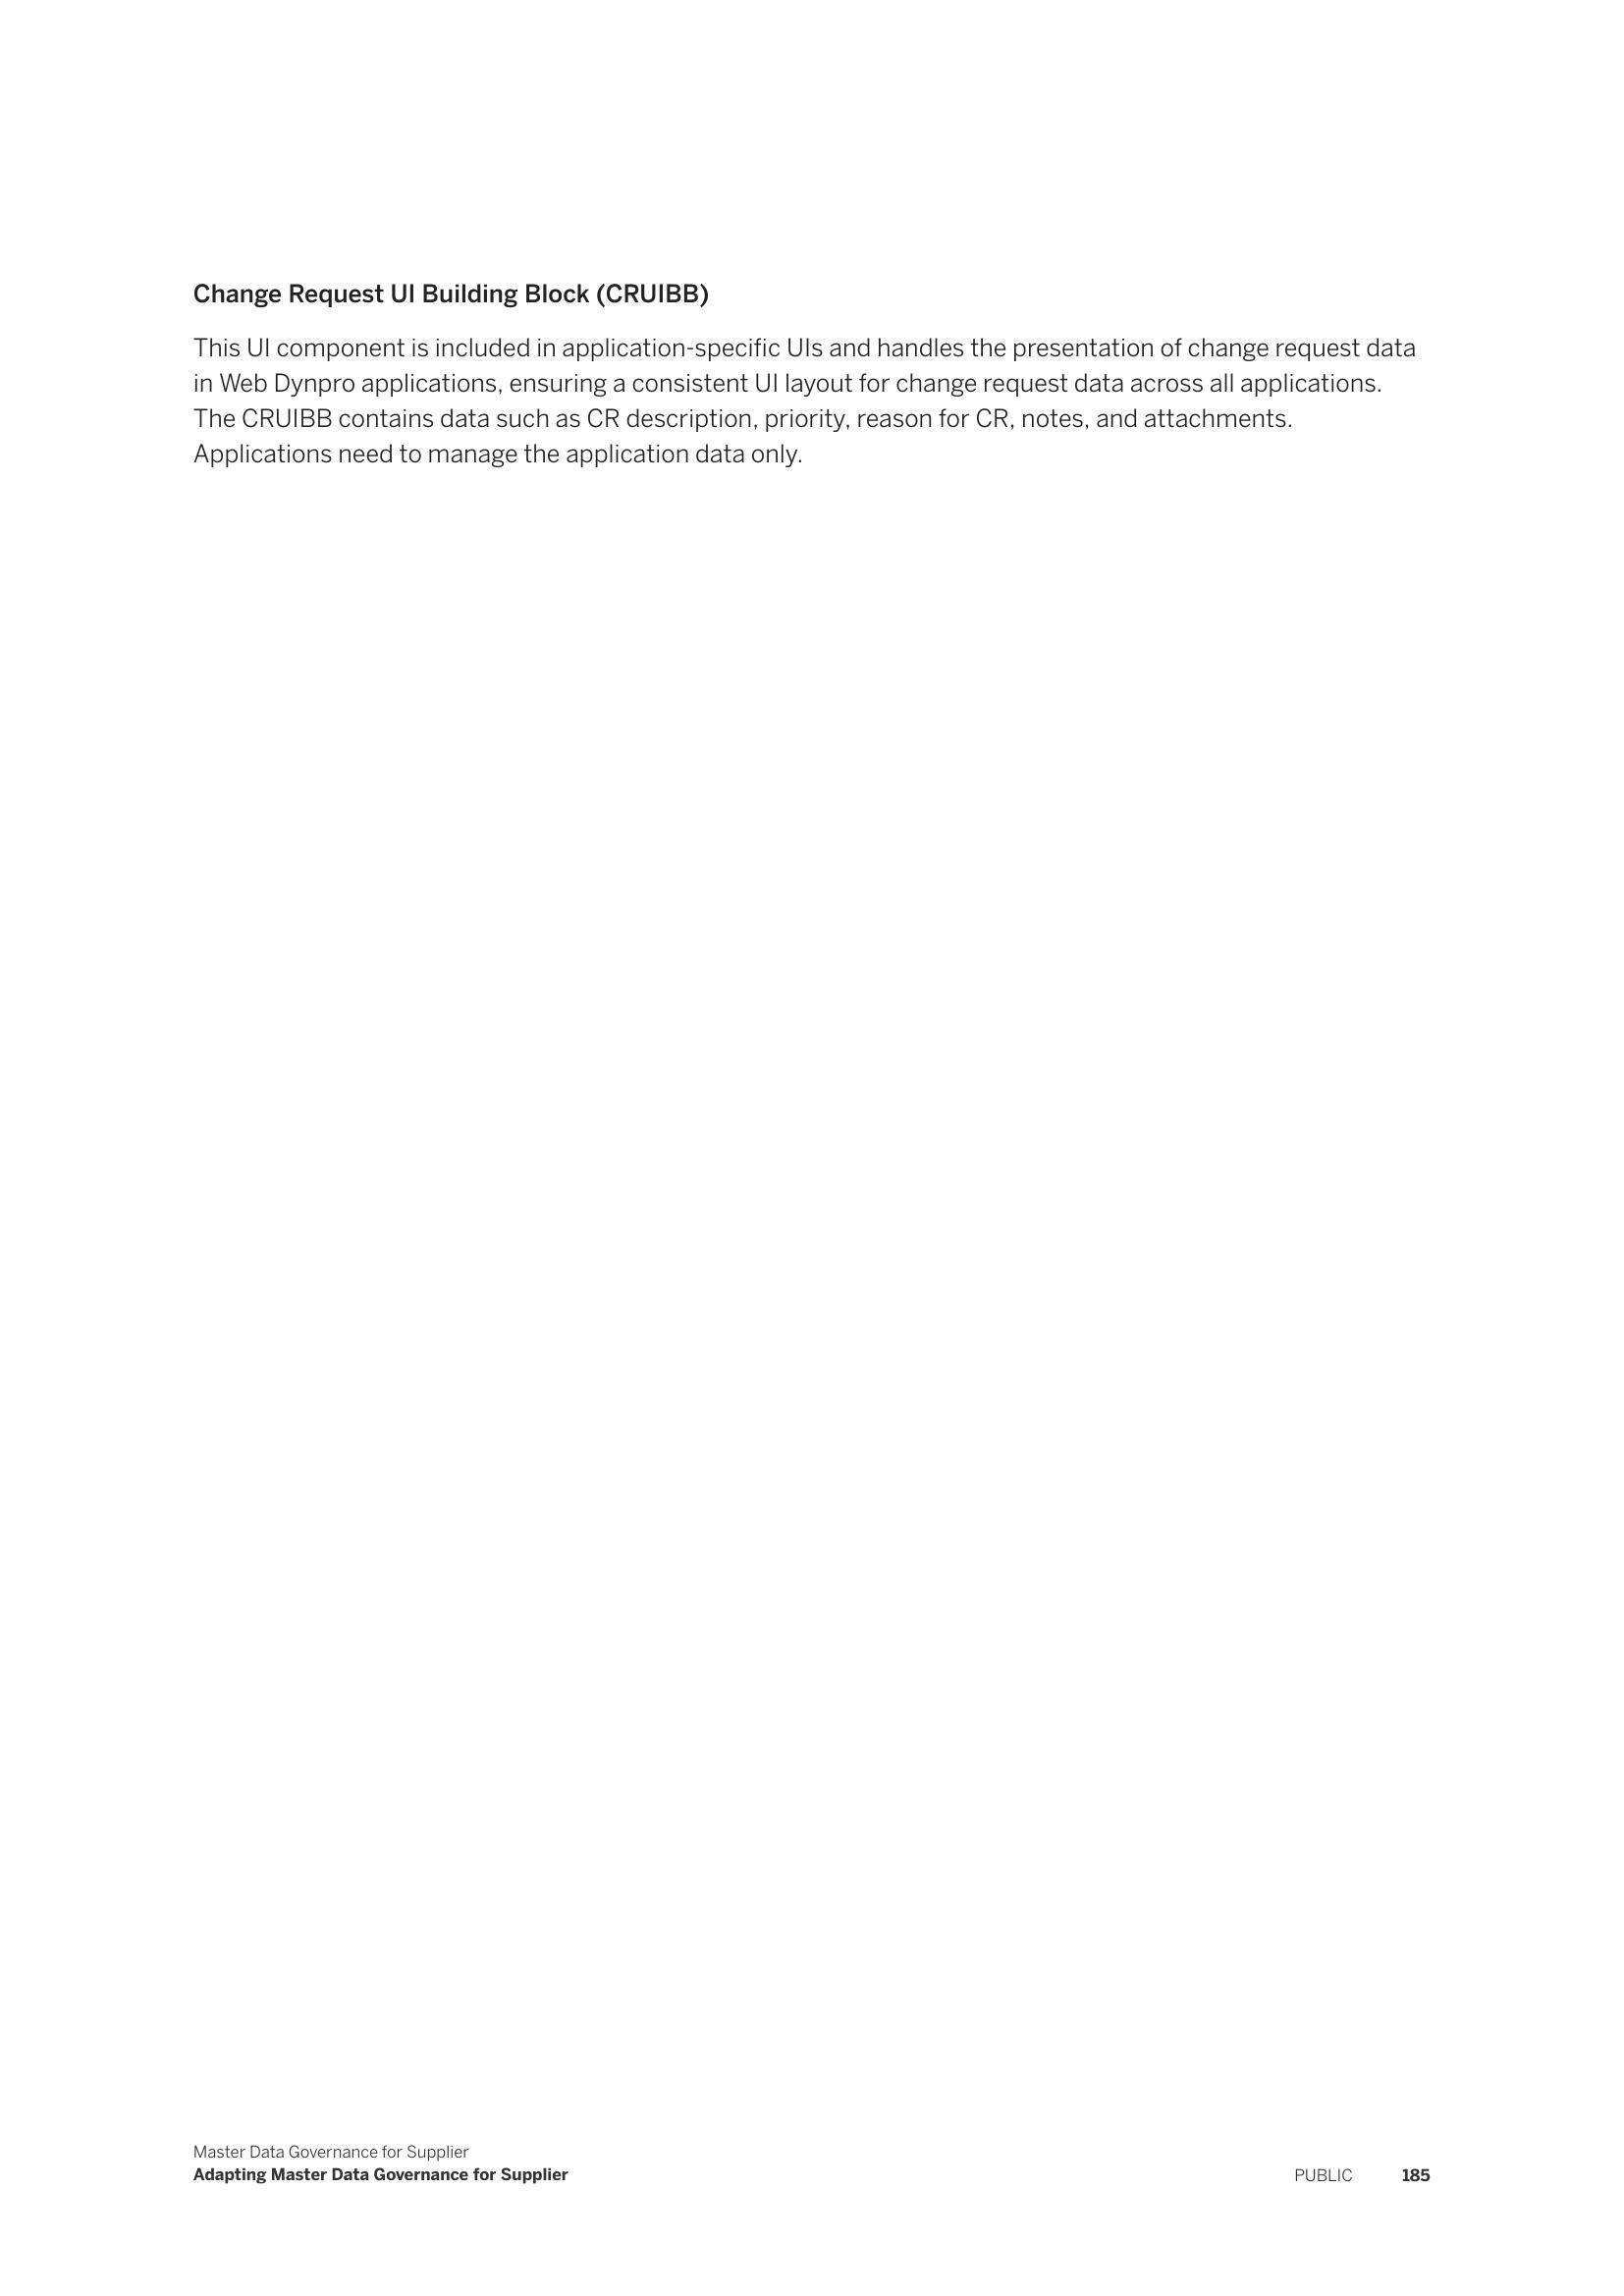 Change Request UI Building Block (CRUIBB)
This UI component is included in application-specific UIs and handles the presentation of change request data
in Web Dynpro applications, ensuring a consistent UI layout for change request data across all applications.
The CRUIBB contains data such as CR description, priority, reason for CR, notes, and attachments.
Applications need to manage the application data only.
Master Data Governance for Supplier
Adapting Master Data Governance for Supplier
PUBLIC 185